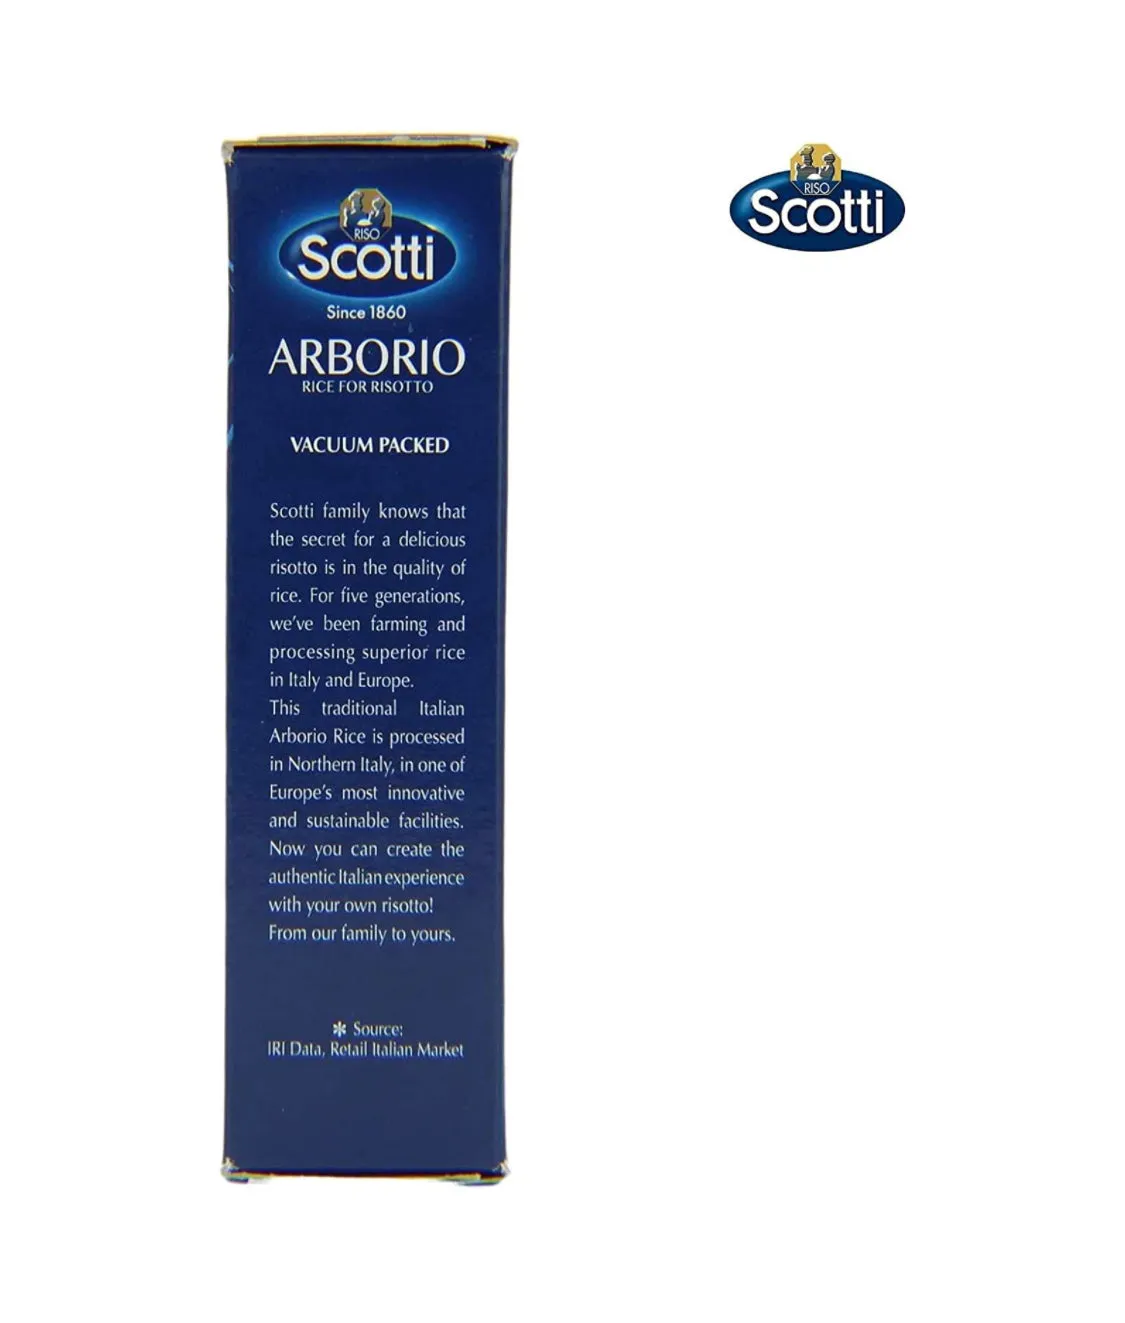 RISO
Scotti
Since 1860
ARBORIO
RICE FOR RISOTTO
VACUUM PACKED
Scotti family knows that
the secret for a delicious
risotto is in the quality of
rice. For five generations,
we've been farming and
processing superior rice
in Italy and Europe.
This traditional Italian
Arborio Rice is processed
in Northern Italy, in one of
Europe's most innovative
and sustainable facilities.
Now you can create the
authentic Italian experience
with your own risotto!
From our family to yours.
* Source:
IRI Data, Retail Italian Market
RISO
Scotti